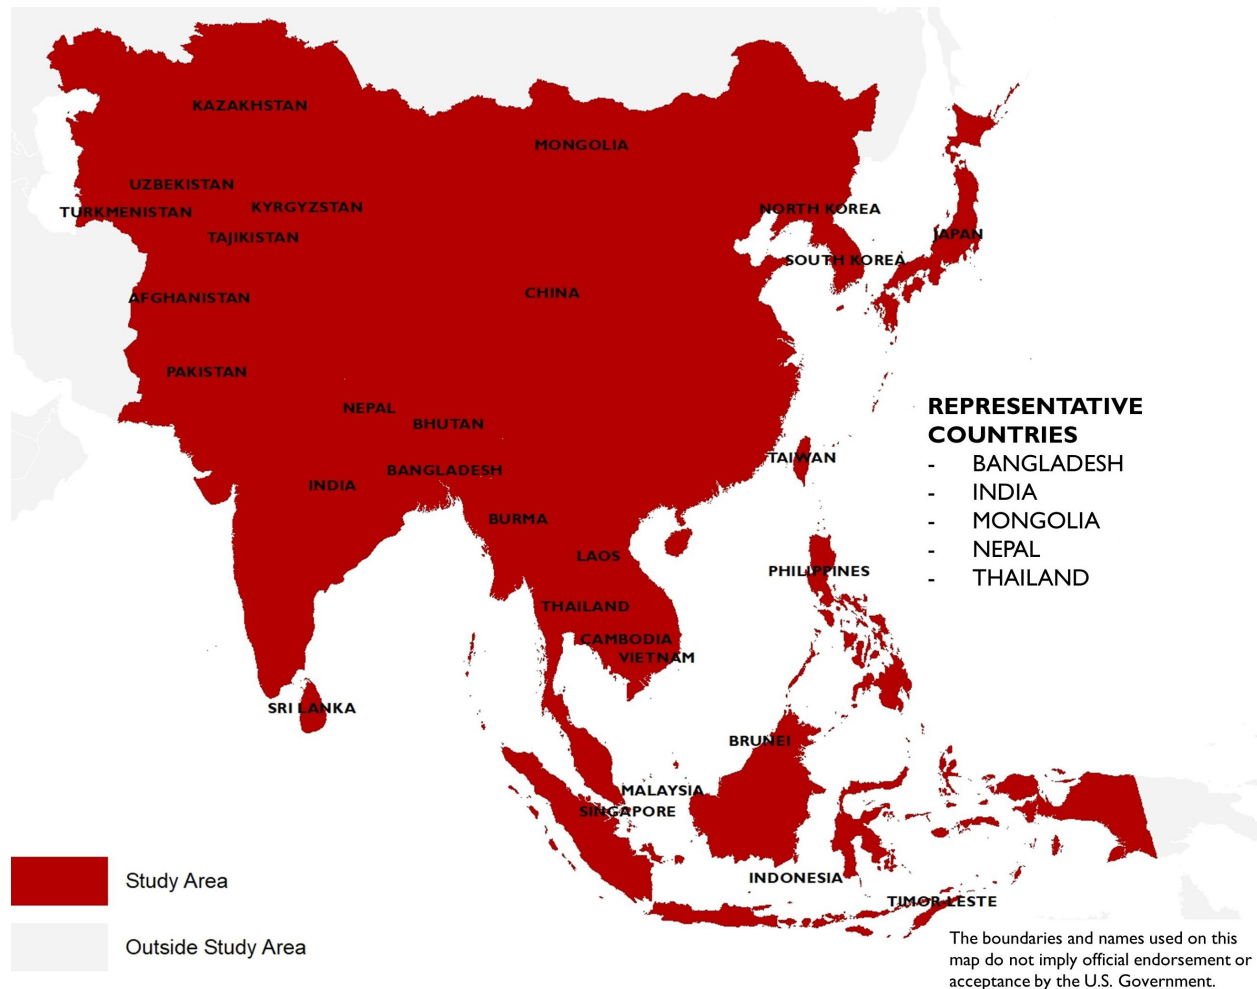 KAZAKHSTAN
MONGOLIA
UZBEKISTAN
KYRGYZSTAN
TURKMENISTAN
NORTH KOREA
TAJIKISTAN
JAPAN
SOUTH KOREA
AFGHANISTAN
CHINA
PAKISTAN
NEPAL
BHUTAN
REPRESENTATIVE
COUNTRIES
- BANGLADESH
- INDIA
- MONGOLIA
- NEPAL
- THAILAND
TAIWAN
BANGLADESH
INDIA
BURMA
LAOS
PHILIPPINES
THAILAND
CAMBODIA
VIETNAM
SRI LANKA
BRUNEI
MALAYSIA
SINGAPORE
INDONESIA
TIMOR-LESTE
Study Area
Outside Study Area
The boundaries and names used on this
map do not imply official endorsement or
acceptance by the U.S. Government.